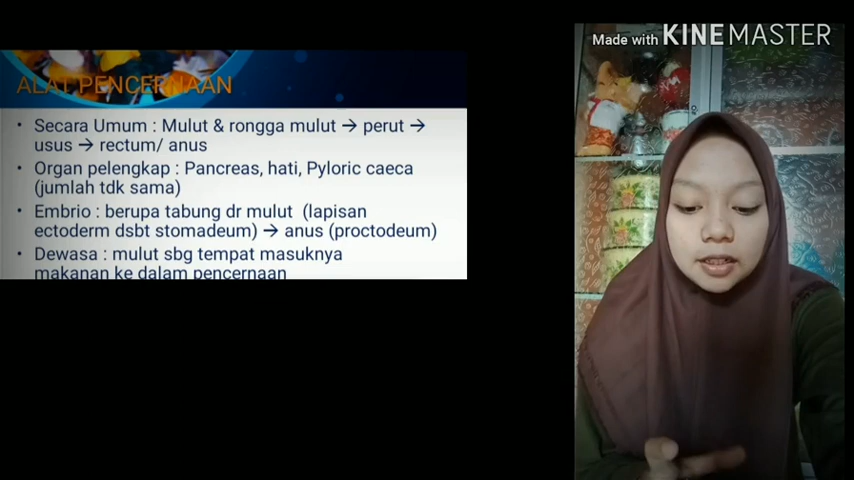 Made with KINEMASTER
ALAT PENCERNAAN
• Secara Umum : Mulut & rongga mulut → perut →
usus → rectum/ anus
• Organ pelengkap : Pancreas, hati, Pyloric caeca
(jumlah tdk sama)
• Embrio : berupa tabung dr mulut (lapisan
ectoderm dsbt stomadeum) → anus (proctodeum)
• Dewasa : mulut sbg tempat masuknya
makanan ke dalam pencernaan